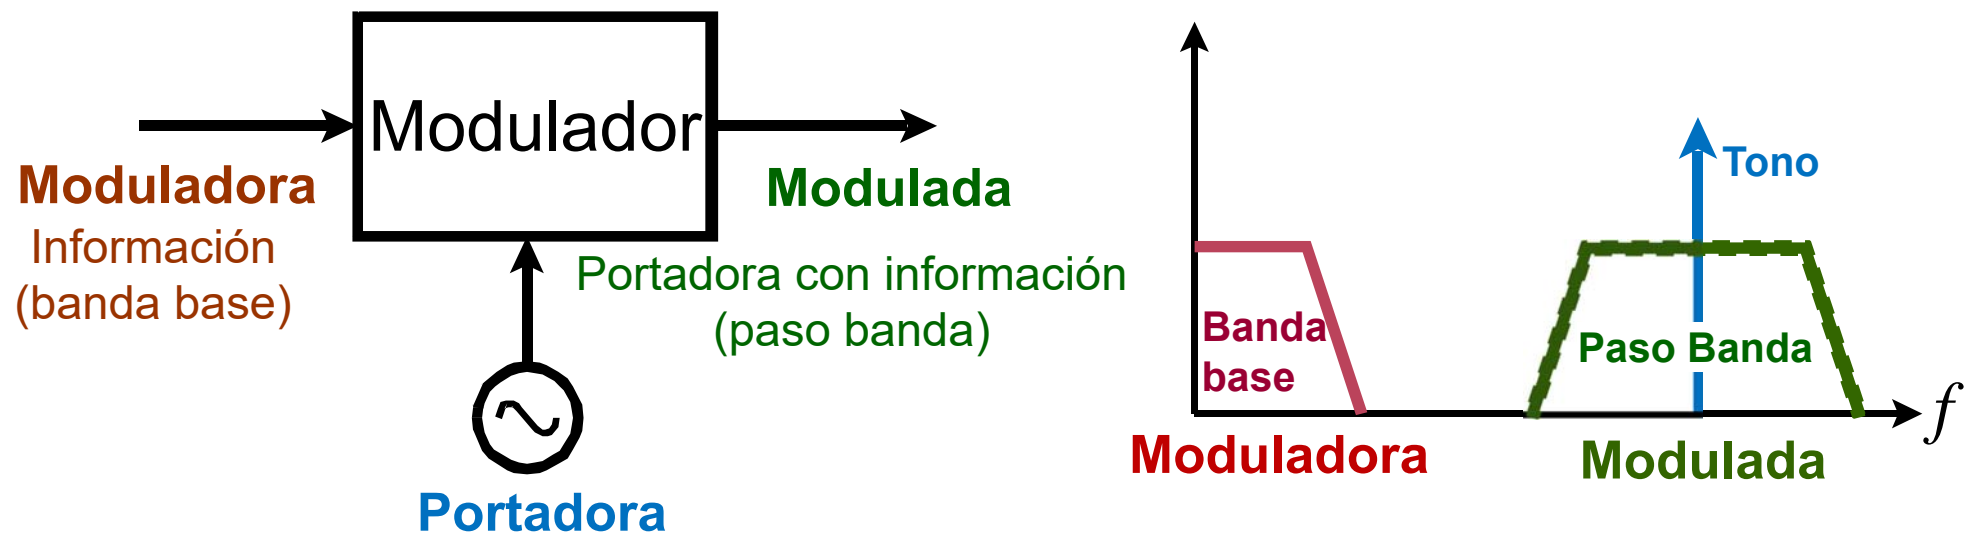 Modulador
Moduladora
Información
(banda base)
Modulada
Portadora con información
(paso banda)
Portadora
Tono
Banda
base
Paso Banda
f
Moduladora
Modulada